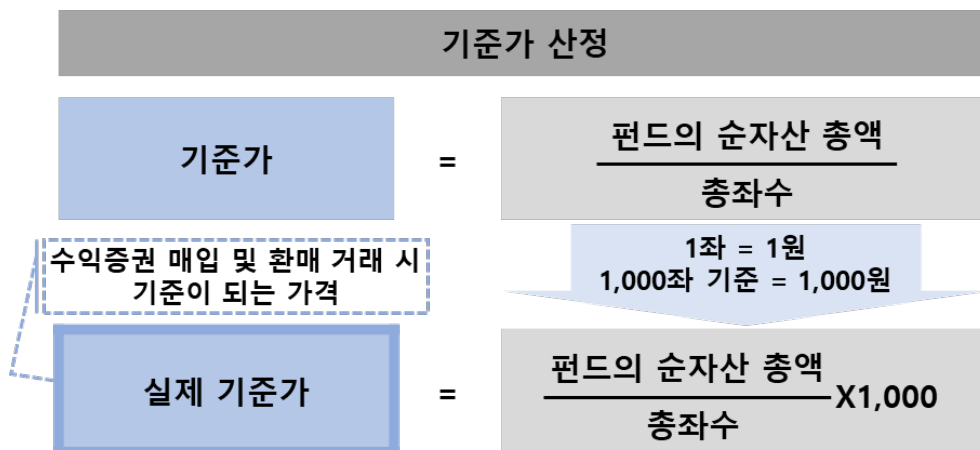 기준가 산정
기준가
=
펀드의 순자산 총액
총좌수
수익증권 매입 및 환매 거래 시
기준이 되는 가격
1좌 = 1원
1,000좌 기준 = 1,000원
실제 기준가
=
펀드의 순자산 총액
총좌수
X1,000